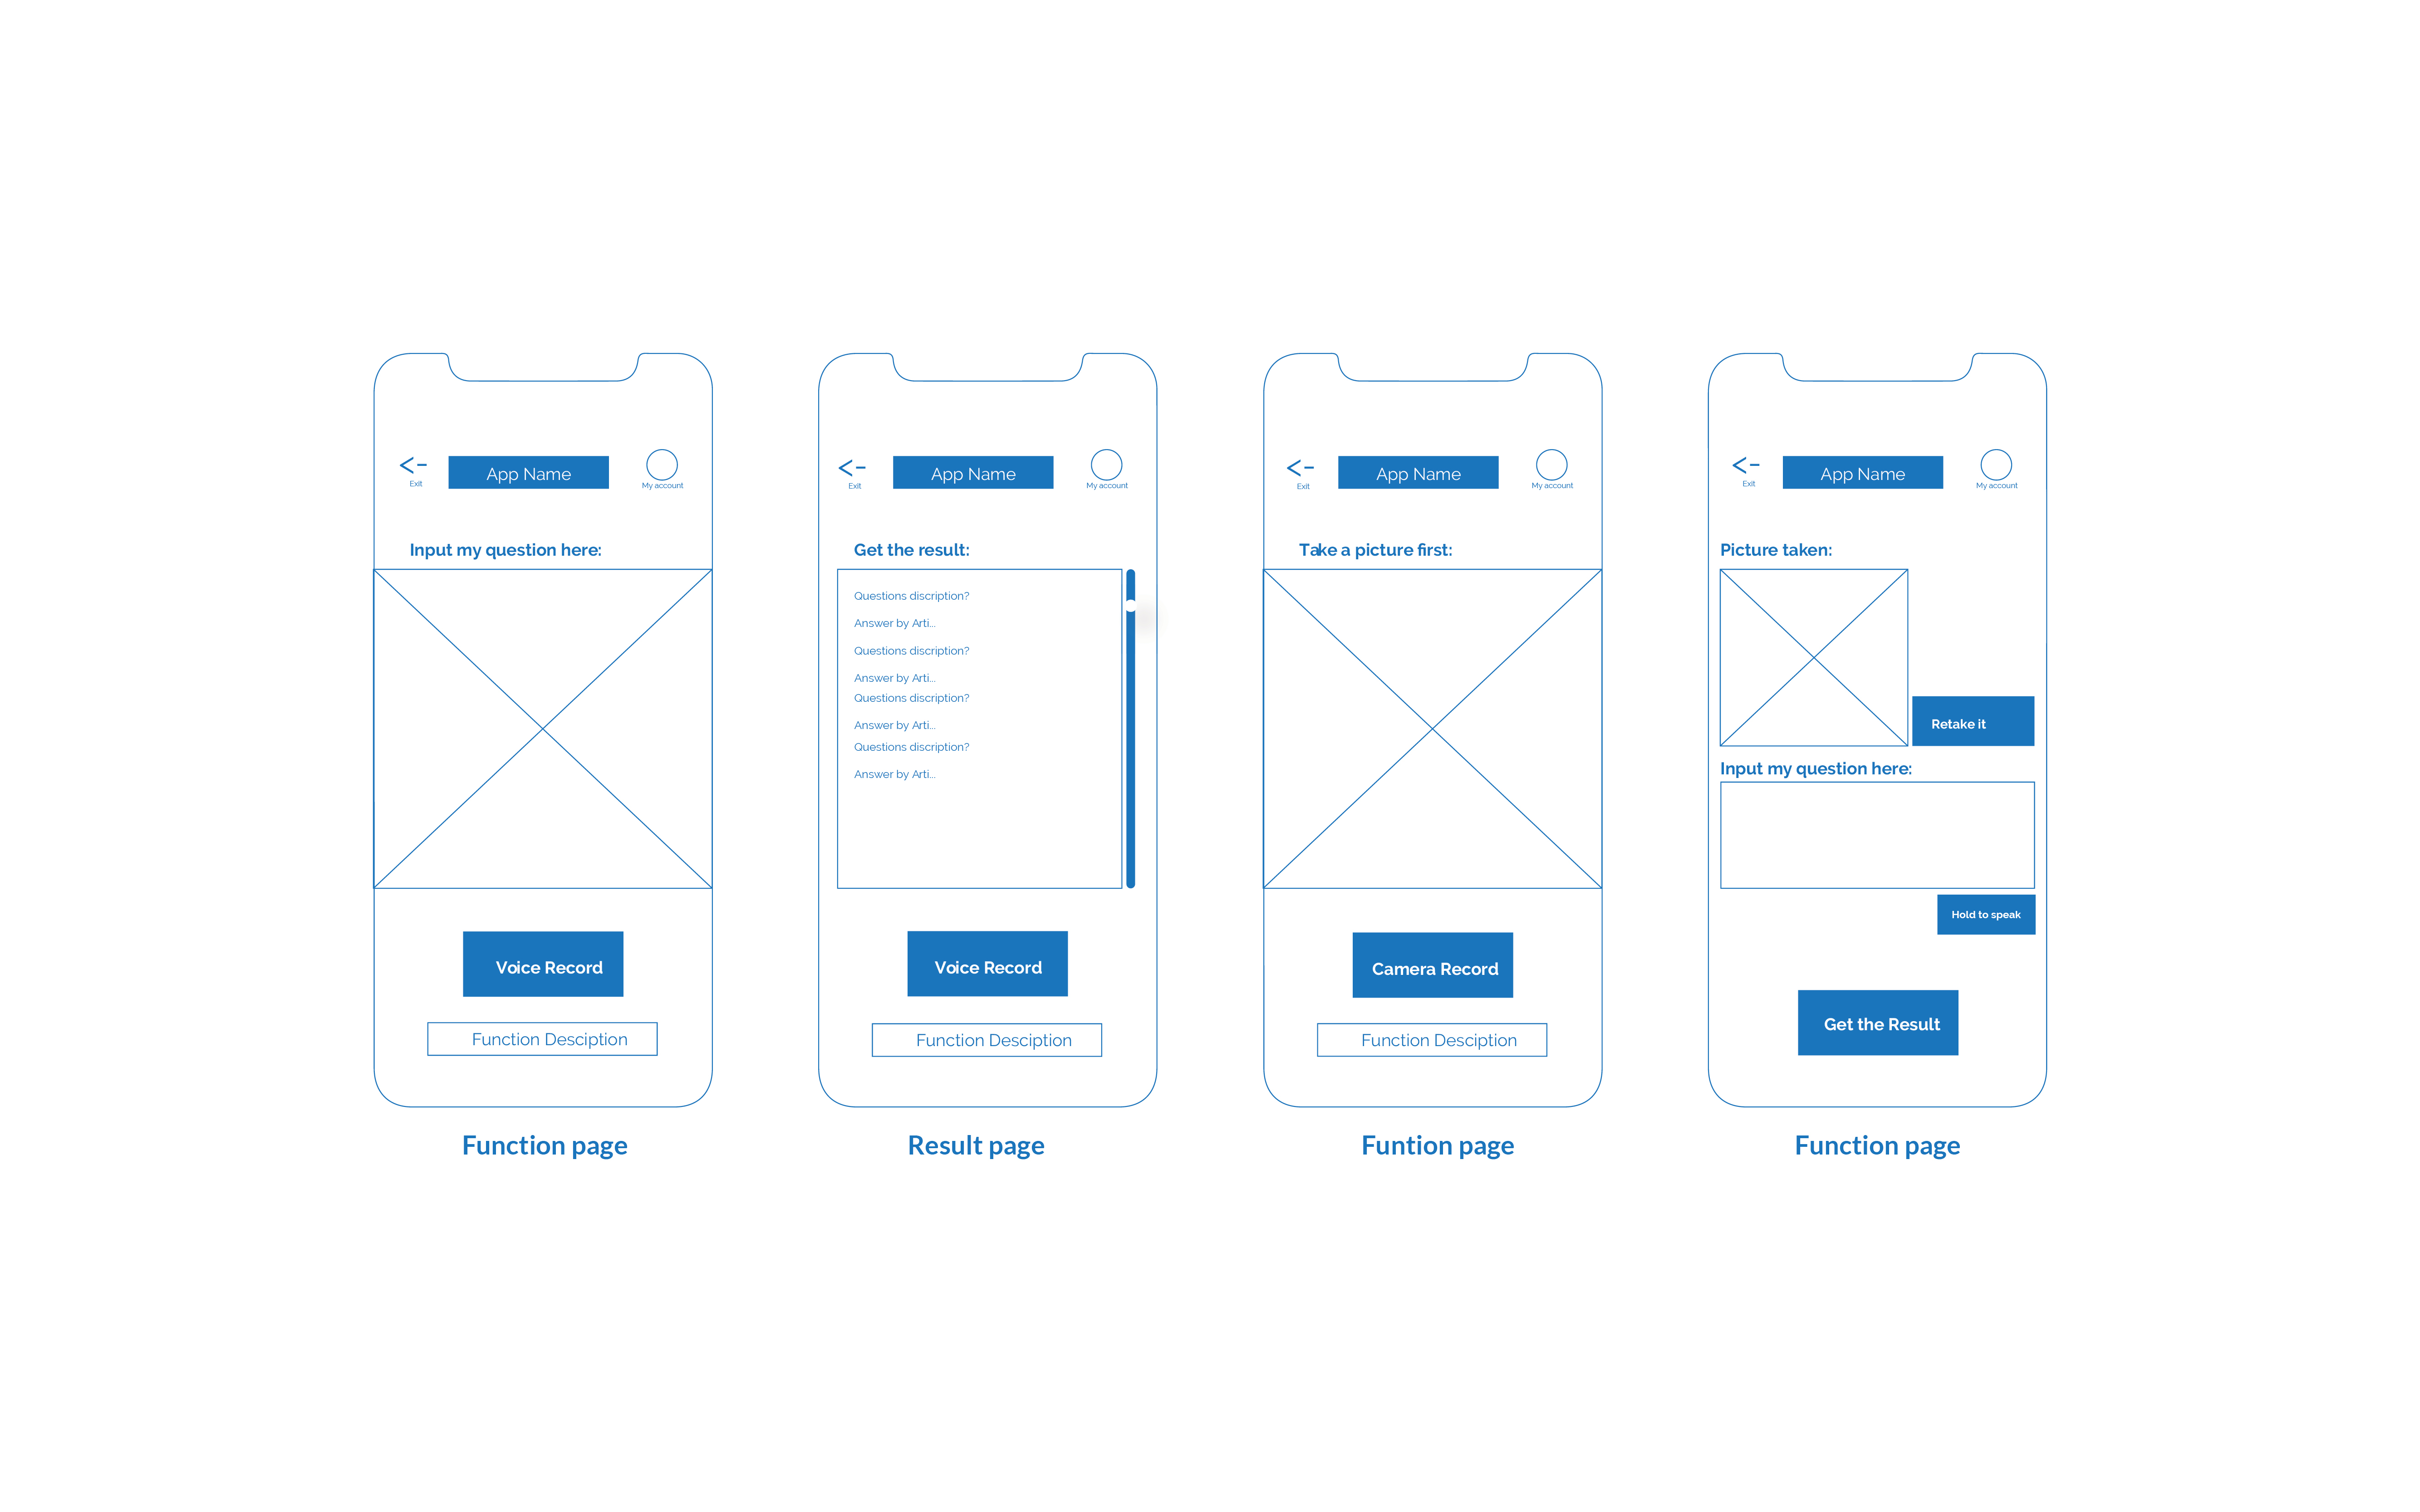 App Name
Exit
My account
Input my question here:
Voice Record
Function Desciption
Function page
App Name
Exit
My account
Get the result:
Questions discription?
Answer by Arti...
Questions discription?
Answer by Arti...
Questions discription?
Answer by Arti...
Questions discription?
Answer by Arti...
Voice Record
Function Desciption
Result page
App Name
Exit
My account
Take a picture first:
Camera Record
Function Desciption
Funtion page
App Name
Exit
My account
Picture taken:
Retake it
Input my question here:
Hold to speak
Get the Result
Function page